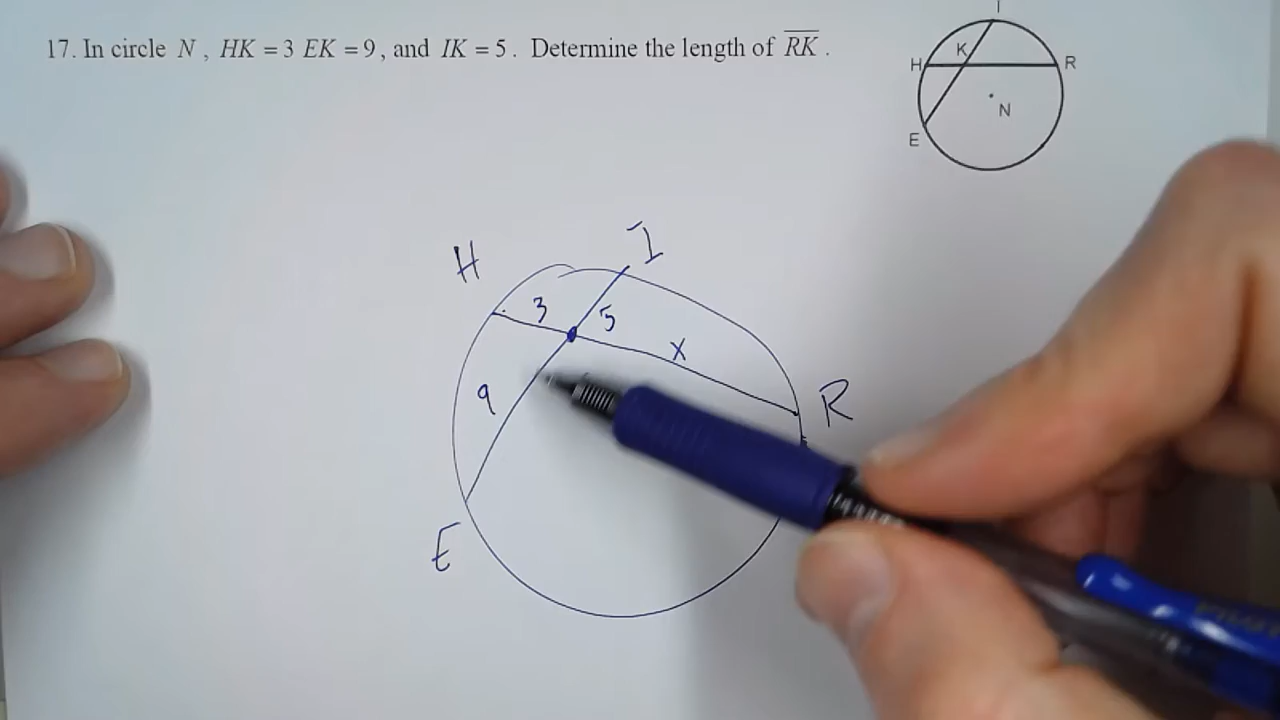 17. In circle N , HK = 3 EK = 9, and IK = 5. Determine the length of RK .
I
K
H
R
N
E
I
H
3
5
x
9
R
E